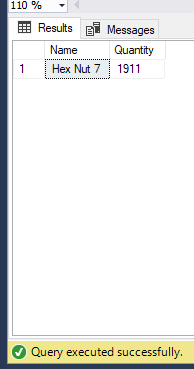 110 %
Results Messages
Name Quantity
1 Hex Nut 7 1911
Query executed successfully.